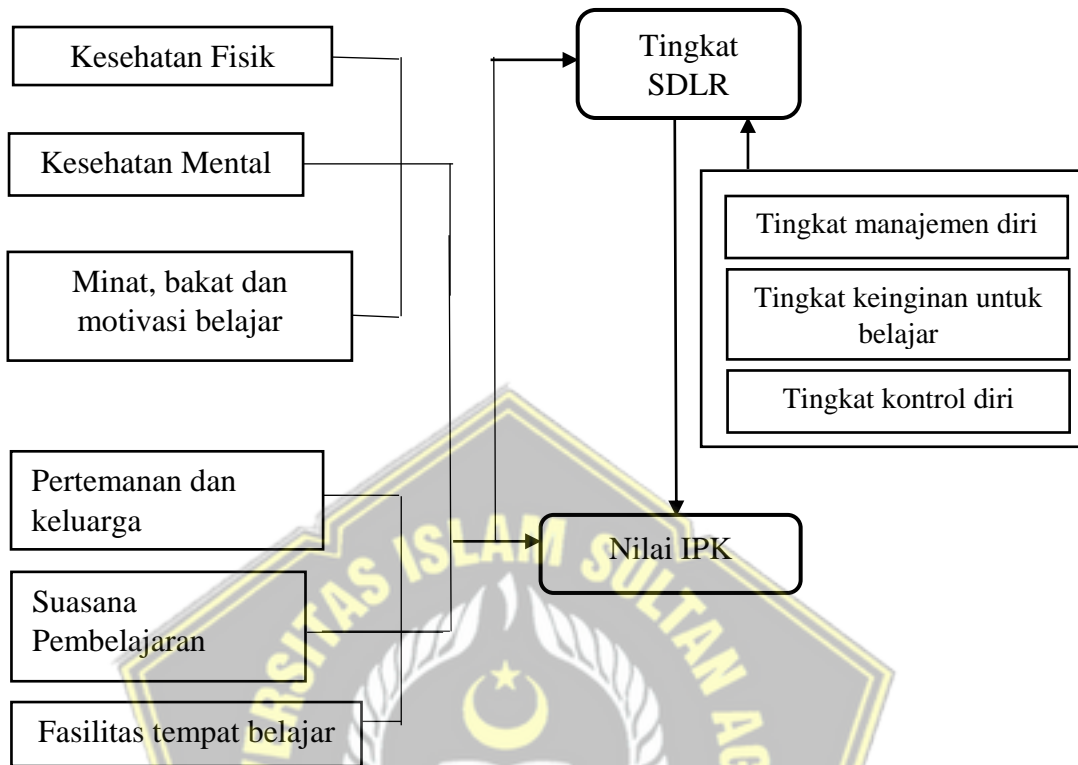 Kesehatan Fisik
Kesehatan Mental
Minat, bakat dan
motivasi belajar
Pertemanan dan
keluarga
Suasana
Pembelajaran
Fasilitas tempat belajar
Tingkat
SDLR
Tingkat manajemen diri
Tingkat keinginan untuk
belajar
Tingkat kontrol diri
Nilai IPK
ISLAM